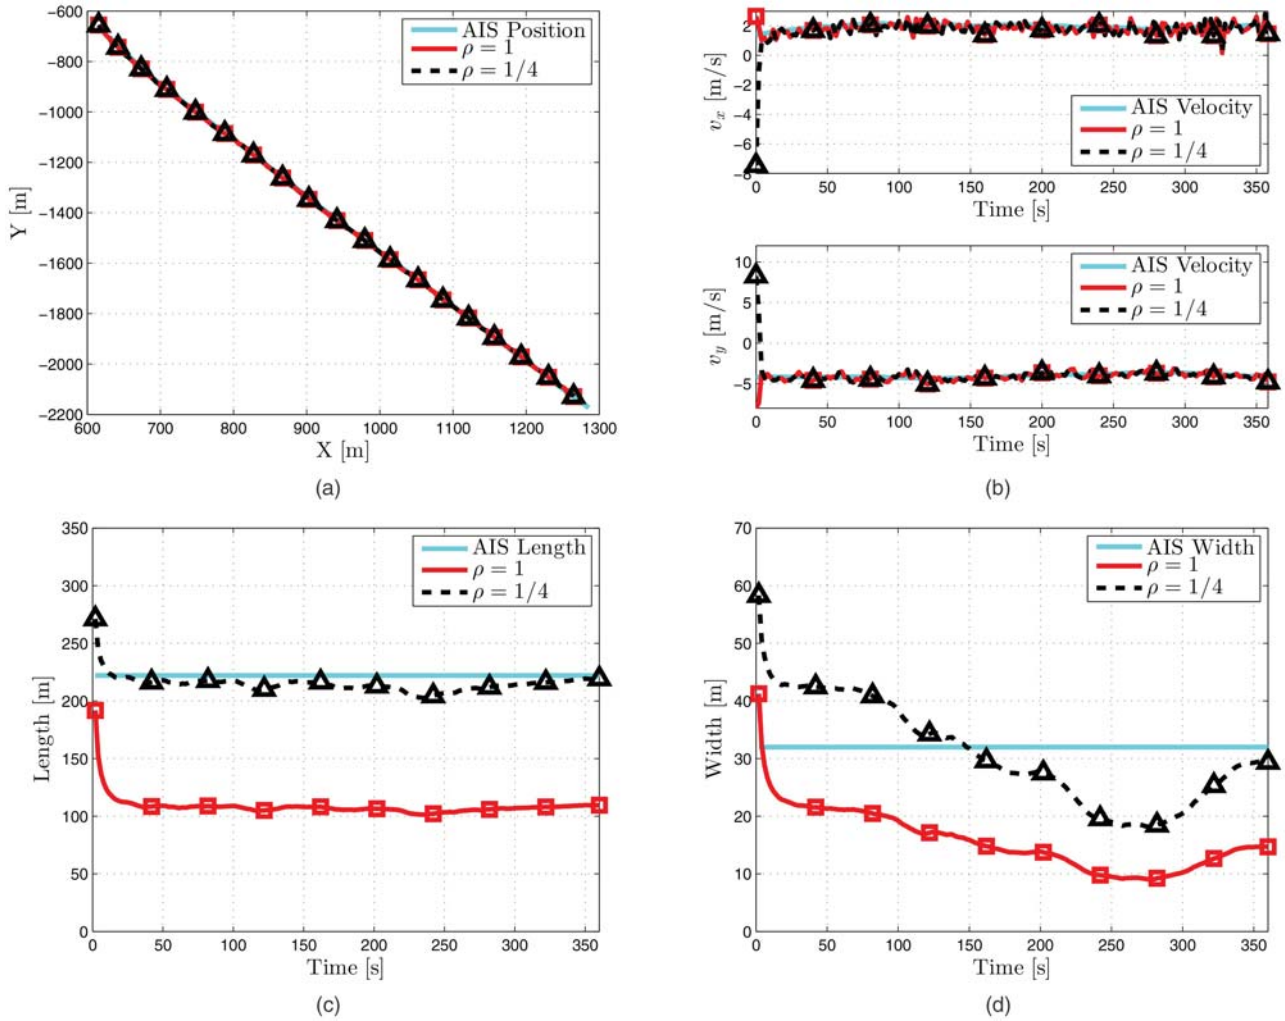 −600
−800
−1000
−1200
−1400
−1600
−1800
−2000
−2200
Y [m]
600 700 800 900 1000 1100 1200 1300
X [m]
AIS Position
ρ = 1
ρ = 1/4
(a)
2
0
−2
−4
−6
−8
v_x [m/s]
0 50 100 150 200 250 300 350
Time [s]
AIS Velocity
ρ = 1
ρ = 1/4
10
5
0
−5
v_y [m/s]
0 50 100 150 200 250 300 350
Time [s]
AIS Velocity
ρ = 1
ρ = 1/4
(b)
350
300
250
200
150
100
50
0
Length [m]
0 50 100 150 200 250 300 350
Time [s]
AIS Length
ρ = 1
ρ = 1/4
(c)
70
60
50
40
30
20
10
0
Width [m]
0 50 100 150 200 250 300 350
Time [s]
AIS Width
ρ = 1
ρ = 1/4
(d)